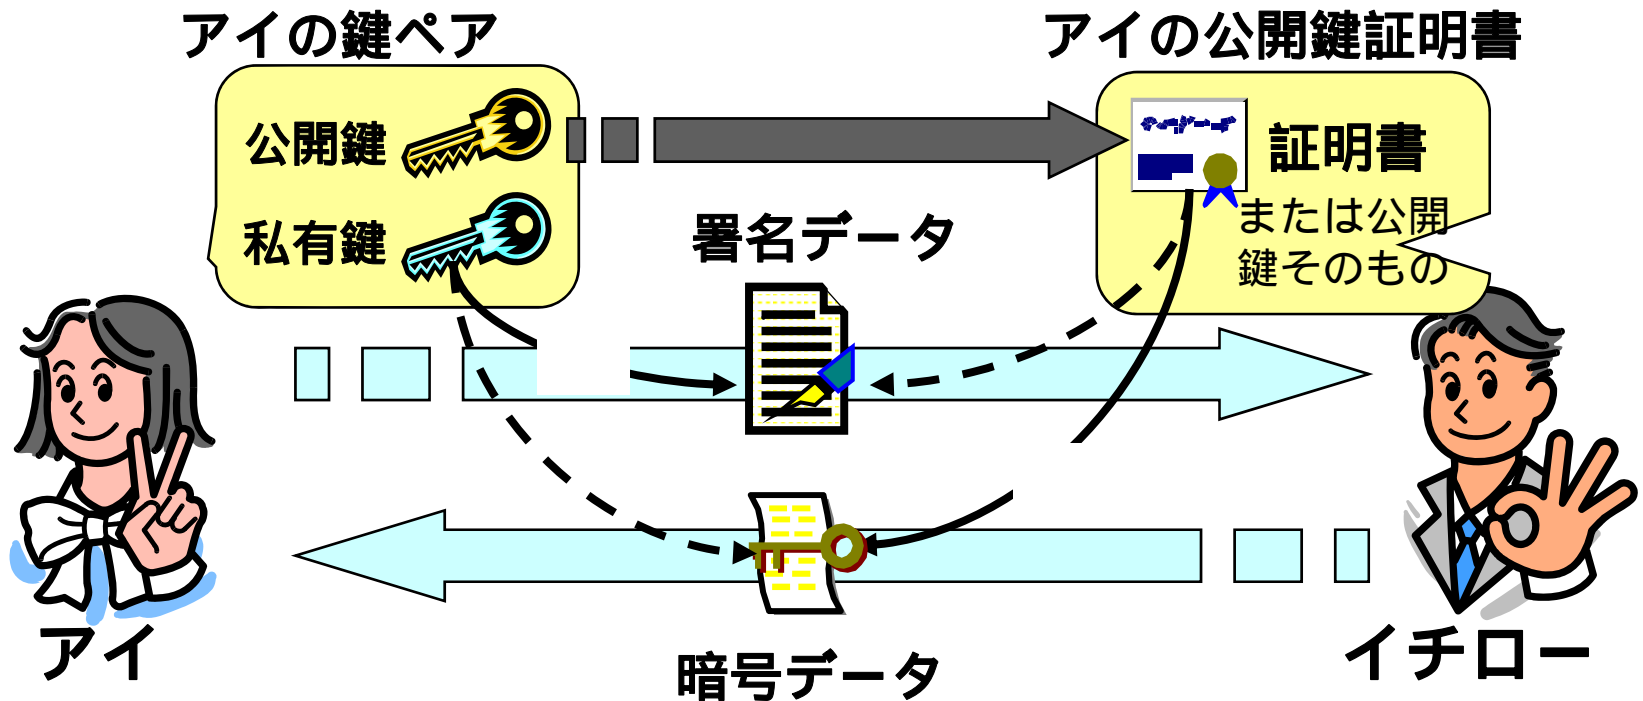 アイの鍵ペア
アイの公開鍵証明書
公開鍵
私有鍵
証明書
または公開
鍵そのもの
署名データ
アイ
イチロー
暗号データ